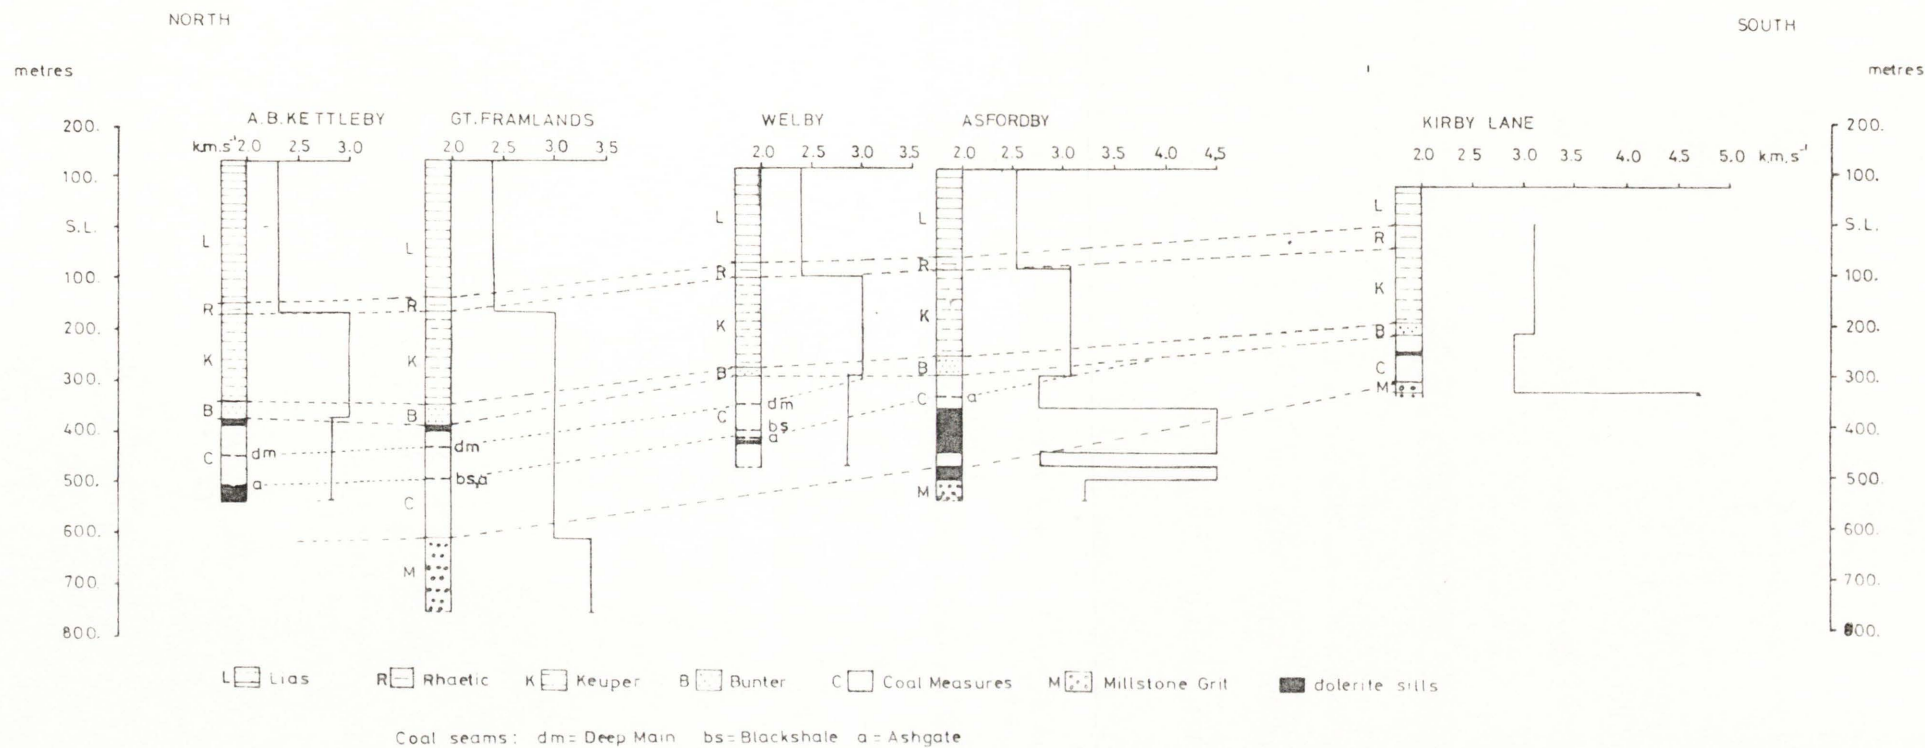 NORTH SOUTH
metres metres
A.B.KETTLEBY GT.FRAMLANDS WELBY ASFORDBY KIRBY LANE
k.m.s⁻¹ 2.0 2.5 3.0
2.0 2.5 3.0 3.5
2.0 2.5 3.0 3.5
2.0 2.5 3.0 3.5 4.0 4.5
2.0 2.5 3.0 3.5 4.0 4.5 5.0 k.m.s⁻¹
200.
100.
S.L.
100.
200.
300.
400.
500.
600.
700.
800.
L
R
K
B
C
dm
a
L
R
K
B
dm
bs,a
C
M
L
R
K
B
dm
C
bs
a
L
R
K
B
C a
M
L
R
K
B
C
M
200.
100.
S.L.
100.
200.
300.
400.
500.
600.
700.
800.
L Lias R Rhaetic K Keuper B Bunter C Coal Measures M Millstone Grit dolerite sills
Coal seams: dm = Deep Main bs = Blackshale a = Ashgate